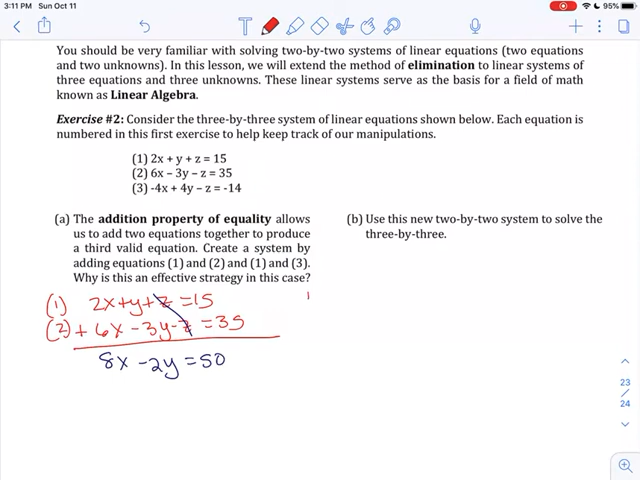 3:11 PM Sun Oct 11
95%
You should be very familiar with solving two-by-two systems of linear equations (two equations
and two unknowns). In this lesson, we will extend the method of elimination to linear systems of
three equations and three unknowns. These linear systems serve as the basis for a field of math
known as Linear Algebra.
Exercise #2: Consider the three-by-three system of linear equations shown below. Each equation is
numbered in this first exercise to help keep track of our manipulations.
(1) 2x + y + z = 15
(2) 6x – 3y – z = 35
(3) -4x + 4y – z = -14
(a) The addition property of equality allows
us to add two equations together to produce
a third valid equation. Create a system by
adding equations (1) and (2) and (1) and (3).
Why is this an effective strategy in this case?
(1) 2x+y+z=15
(2) + 6x -3y-z =35
8x -2y =50
(b) Use this new two-by-two system to solve the
three-by-three.
23
/
24